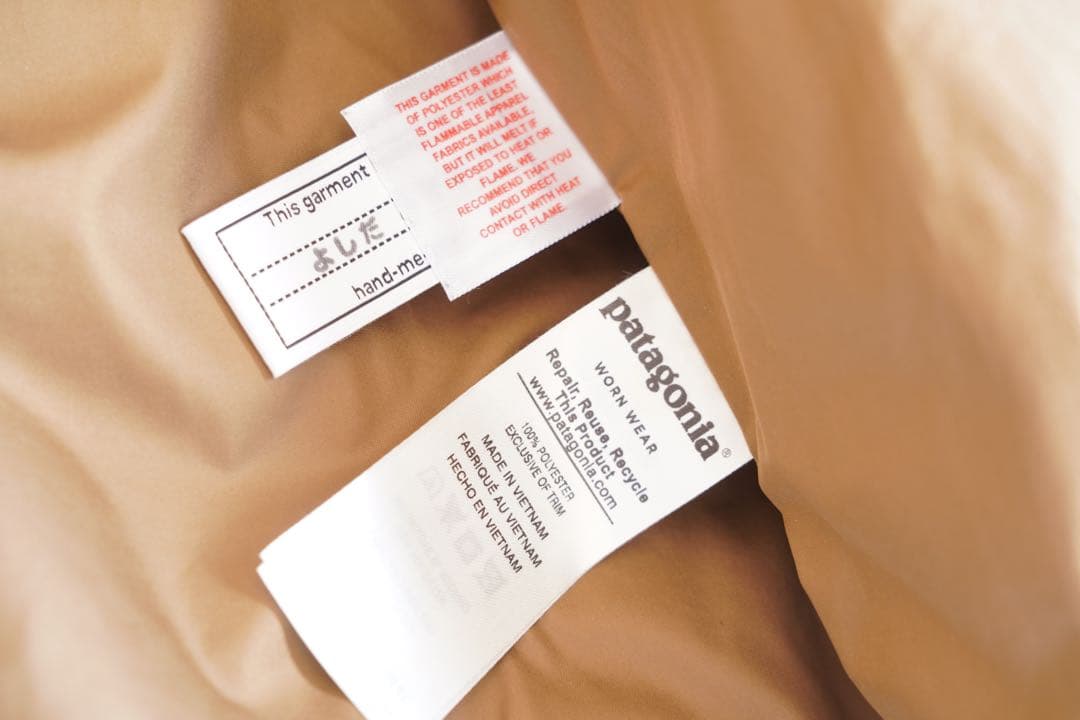 THIS GARMENT IS MADE
OF POLYESTER WHICH
IS ONE OF THE LEAST
FLAMMABLE APPAREL
FABRICS AVAILABLE,
BUT IT WILL MELT IF
EXPOSED TO HEAT OR
FLAME. WE
RECOMMEND THAT YOU
AVOID DIRECT
CONTACT WITH HEAT
OR FLAME.
This garment
よしだ
hand-me
patagonia®
WORN WEAR
Repair, Reuse, Recycle
This Product
www.patagonia.com
100% POLYESTER
EXCLUSIVE OF TRIM
MADE IN VIETNAM
FABRIQUÉ AU VIETNAM
HECHO EN VIETNAM